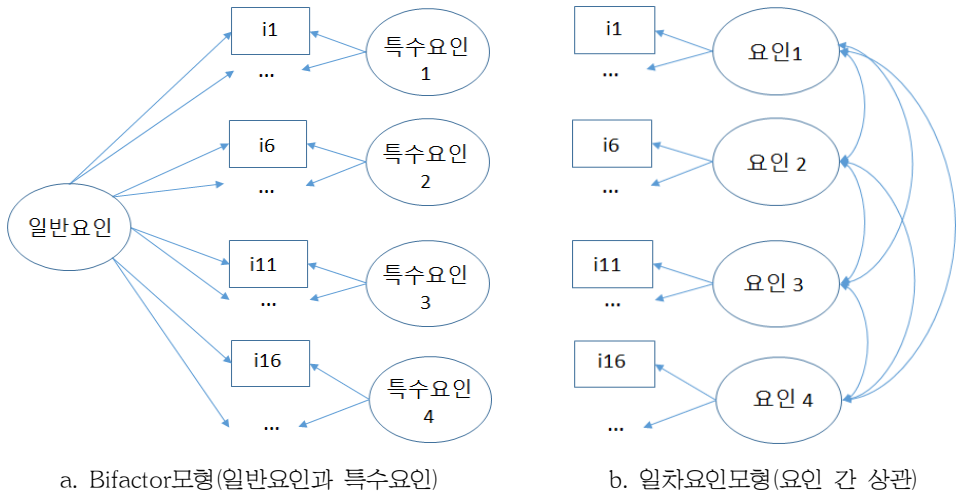 i1
...
특수요인
1
i6
...
특수요인
2
일반요인
i11
...
특수요인
3
i16
...
특수요인
4
a. Bifactor모형(일반요인과 특수요인)
i1
...
요인1
i6
...
요인 2
i11
...
요인 3
i16
...
요인 4
b. 일차요인모형(요인 간 상관)